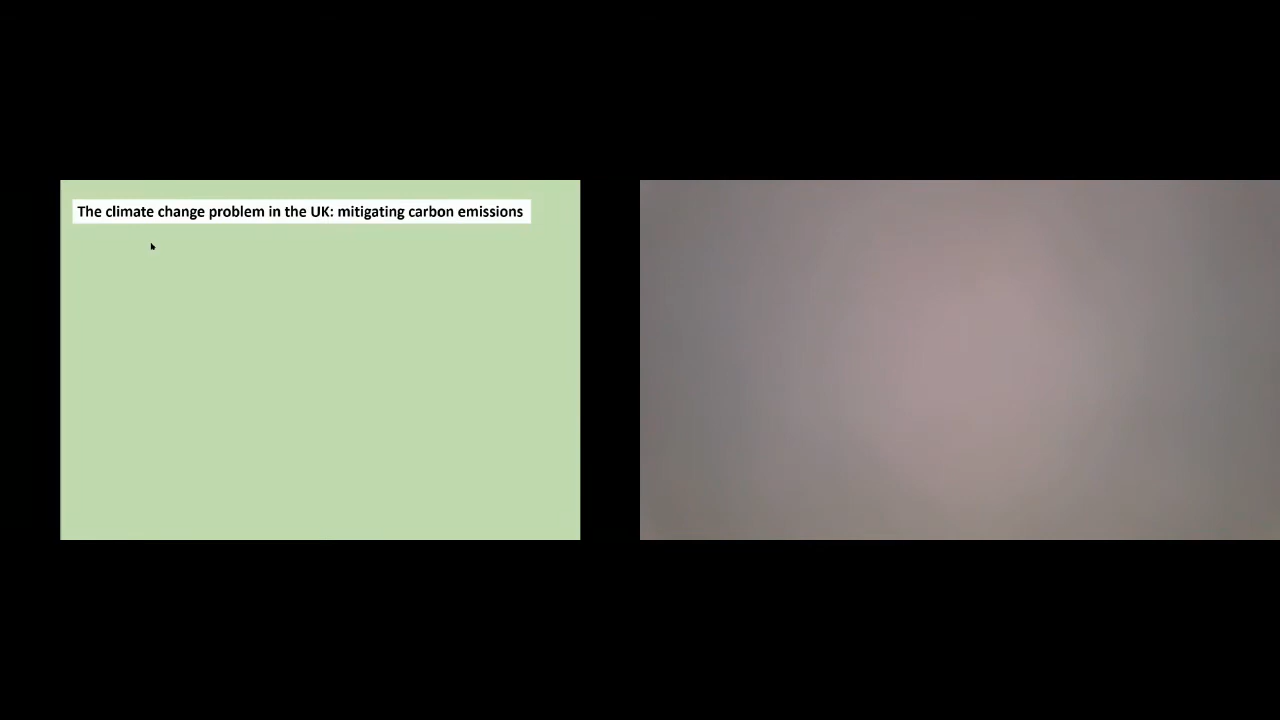 The climate change problem in the UK: mitigating carbon emissions